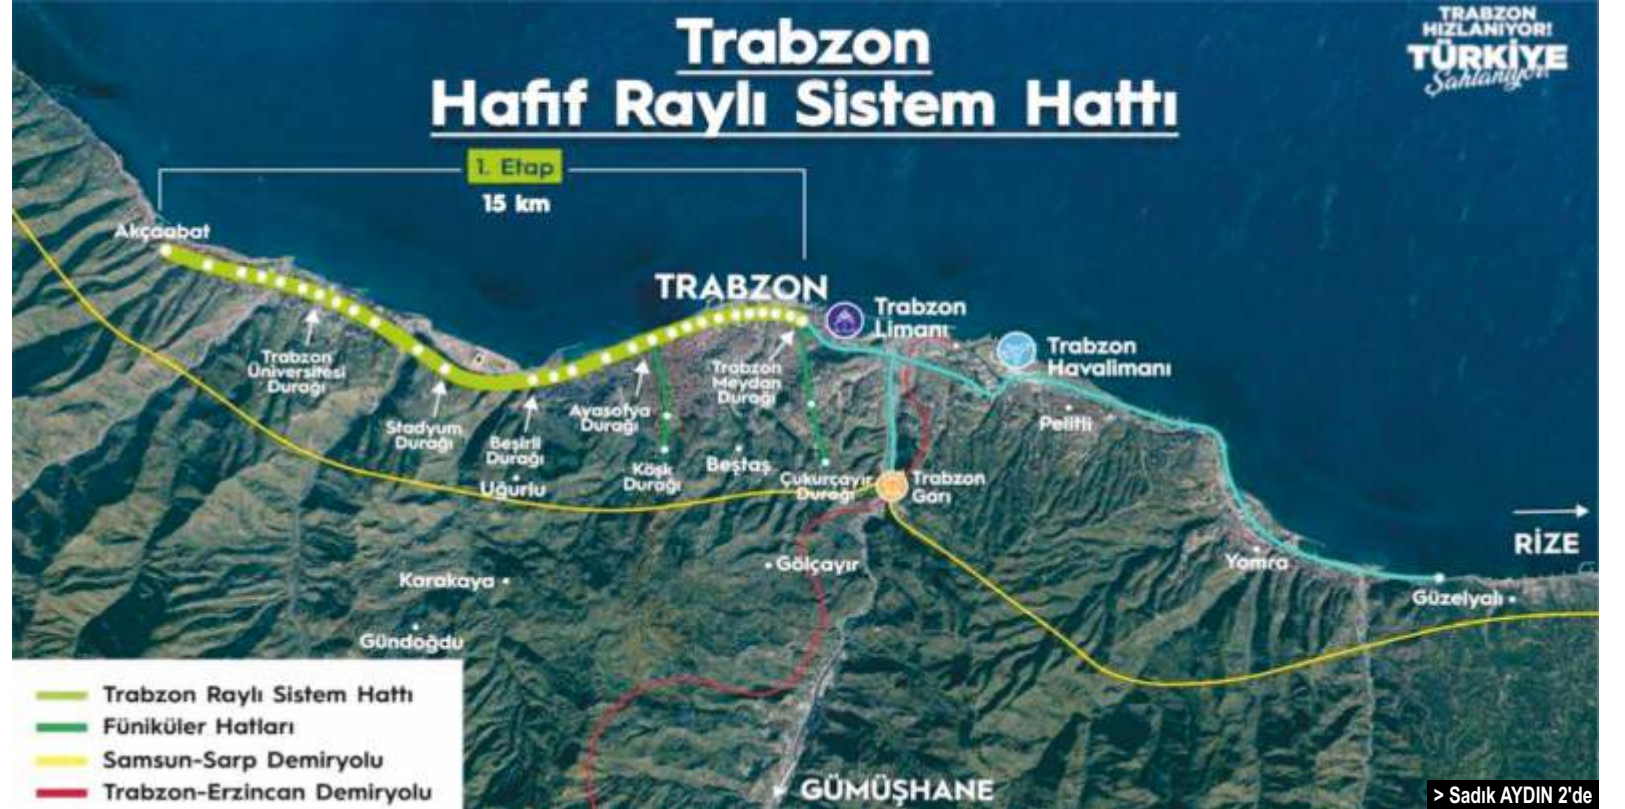 TRABZON
HIZLANIYOR!
TÜRKİYE
Şahlanıyor!
Trabzon
Hafif Raylı Sistem Hattı
1. Etap
15 km
Akçaabat
TRABZON
Trabzon
Limanı
Trabzon
Havalimanı
Trabzon
Üniversitesi
Durağı
Stadyum
Durağı
Beşirli
Durağı
Ayasofya
Durağı
Trabzon
Meydan
Durağı
Pelitli
Uğurlu
Köşk
Durağı
Beştaş
Çukurçayır
Durağı
Trabzon
Garı
RİZE
Yomra
Gölçayır
Karakaya
Güzelyalı
Gündoğdu
Trabzon Raylı Sistem Hattı
Füniküler Hatları
Samsun-Sarp Demiryolu
Trabzon-Erzincan Demiryolu
GÜMÜŞHANE
> Sadık AYDIN 2'de